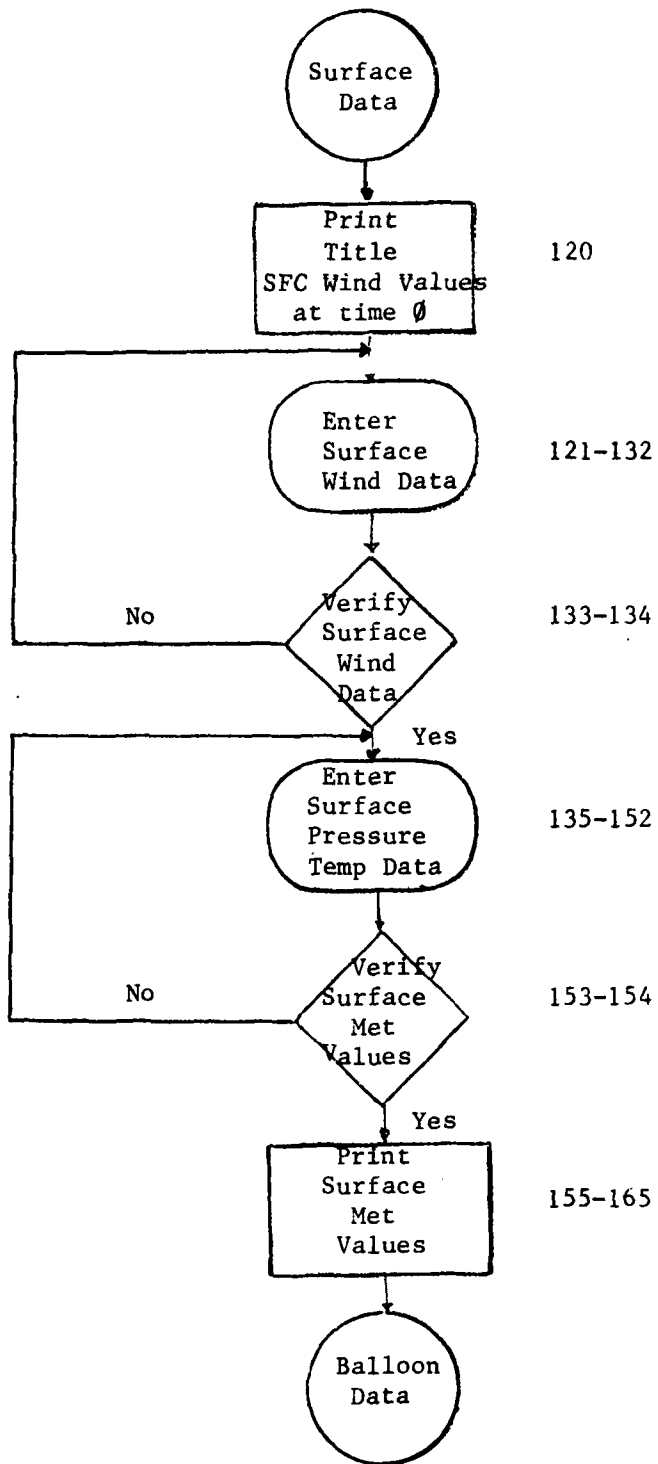 Surface
Data
Print
Title
SFC Wind Values
at time Ø
120
Enter
Surface
Wind Data
121-132
Verify
Surface
Wind
Data
133-134
No
Yes
Enter
Surface
Pressure
Temp Data
135-152
Verify
Surface
Met
Values
153-154
No
Yes
Print
Surface
Met
Values
155-165
Balloon
Data